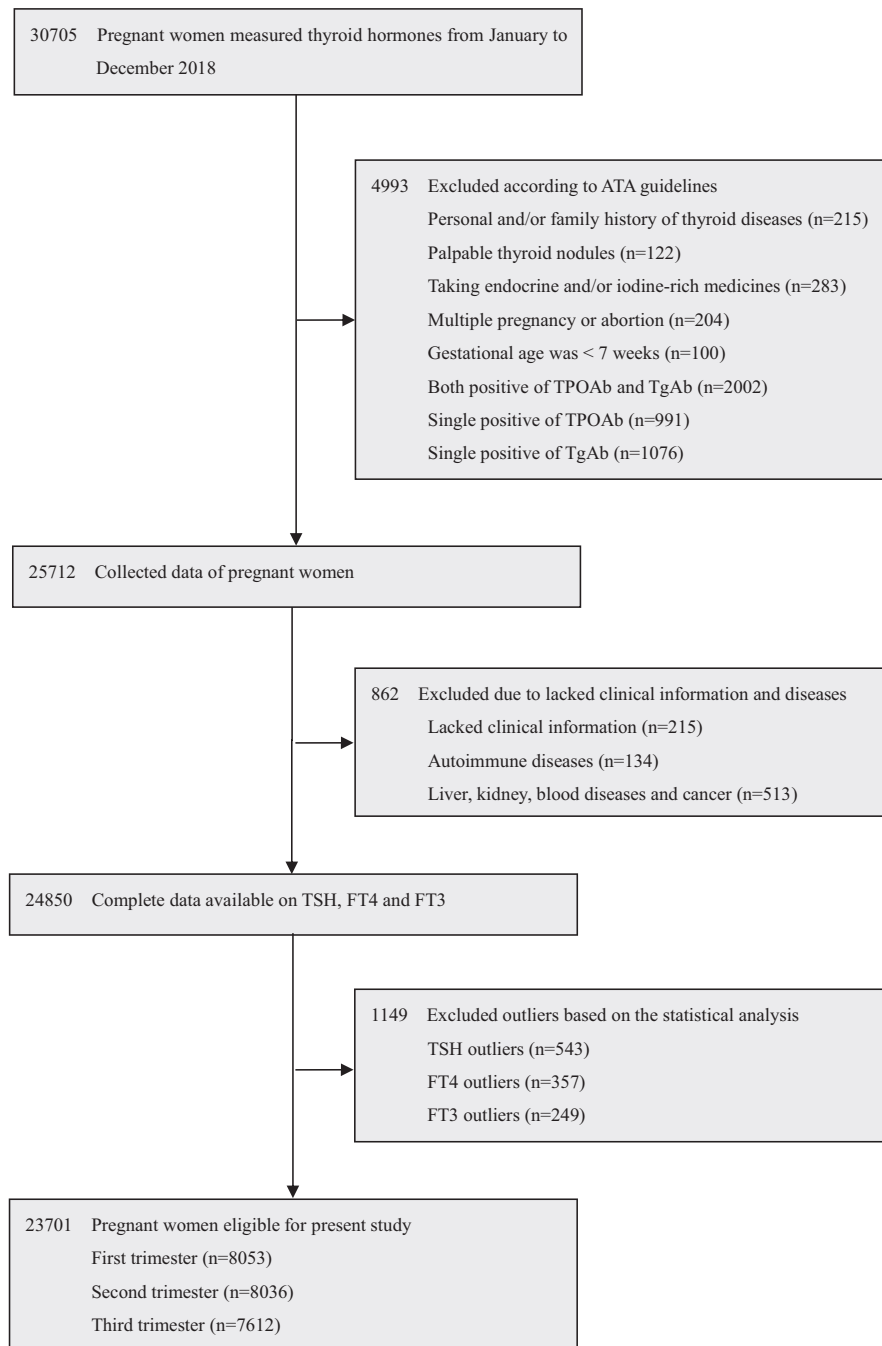 30705 Pregnant women measured thyroid hormones from January to
December 2018
4993 Excluded according to ATA guidelines
Personal and/or family history of thyroid diseases (n=215)
Palpable thyroid nodules (n=122)
Taking endocrine and/or iodine-rich medicines (n=283)
Multiple pregnancy or abortion (n=204)
Gestational age was < 7 weeks (n=100)
Both positive of TPOAb and TgAb (n=2002)
Single positive of TPOAb (n=991)
Single positive of TgAb (n=1076)
25712 Collected data of pregnant women
862 Excluded due to lacked clinical information and diseases
Lacked clinical information (n=215)
Autoimmune diseases (n=134)
Liver, kidney, blood diseases and cancer (n=513)
24850 Complete data available on TSH, FT4 and FT3
1149 Excluded outliers based on the statistical analysis
TSH outliers (n=543)
FT4 outliers (n=357)
FT3 outliers (n=249)
23701 Pregnant women eligible for present study
First trimester (n=8053)
Second trimester (n=8036)
Third trimester (n=7612)